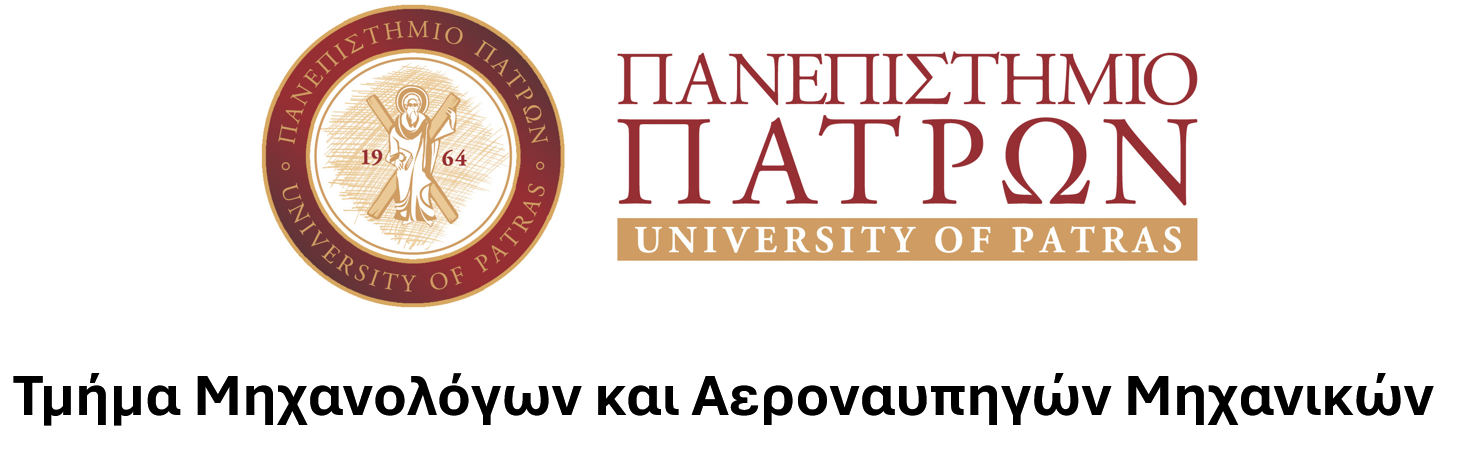 ΠΑΝΕΠΙΣΤΗΜΙΟ ΠΑΤΡΩΝ
19 64
UNIVERSITY OF PATRAS
ΠΑΝΕΠΙΣΤΗΜΙΟ
ΠΑΤΡΩΝ
UNIVERSITY OF PATRAS
Τμήμα Μηχανολόγων και Αεροναυπηγών Μηχανικών